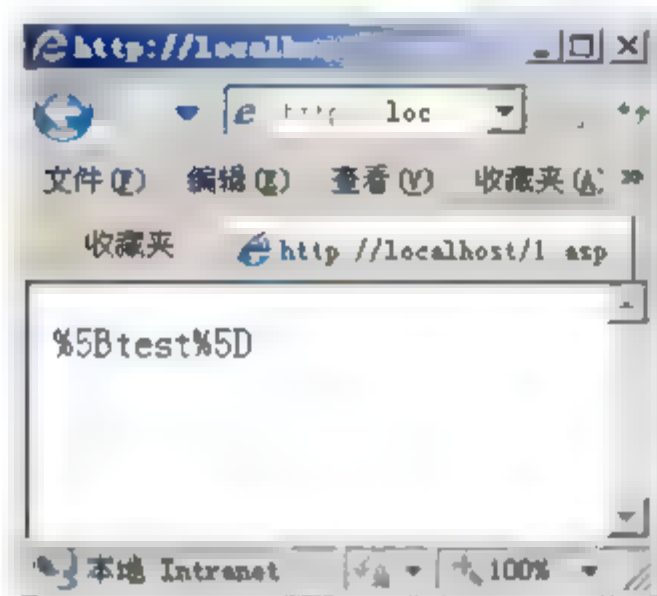 http://localh
loc
文件(F) 编辑(E) 查看(V) 收藏夹(A) »
收藏夹 http //localhost/1 asp
%5Btest%5D
本地 Intranet 100%